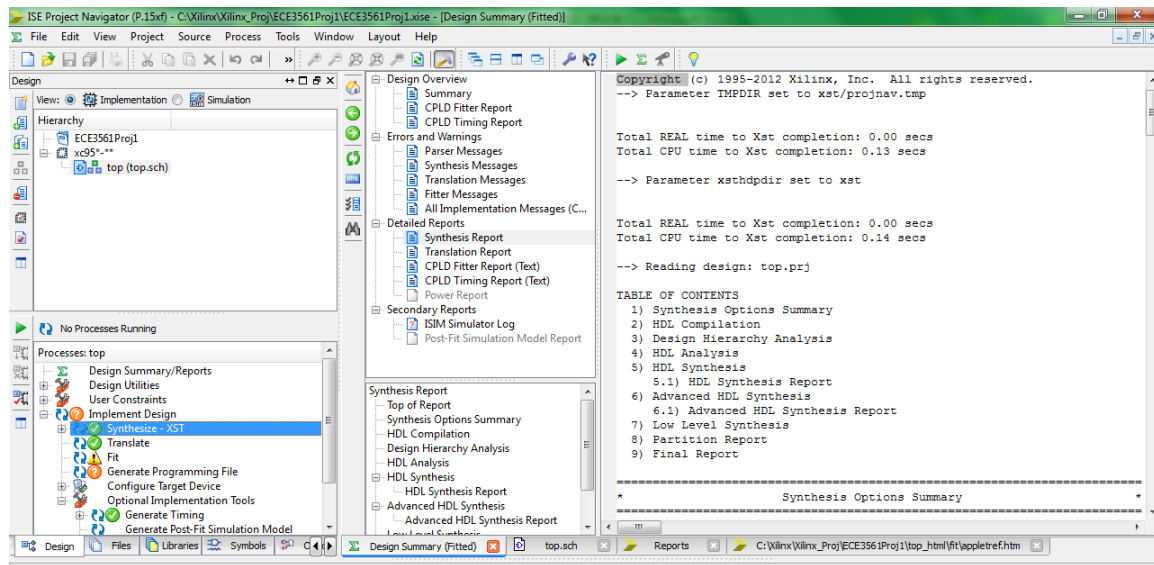 ISE Project Navigator (P.15xf) - C:\Xilinx\Xilinx_Proj\ECE3561Proj1\ECE3561Proj1.xise - [Design Summary (Fitted)]
File Edit View Project Source Process Tools Window Layout Help
Design
View: Implementation Simulation
Hierarchy
ECE3561Proj1
xc95*-**
top (top.sch)
No Processes Running
Processes: top
Design Summary/Reports
Design Utilities
User Constraints
Implement Design
Synthesize - XST
Translate
Fit
Generate Programming File
Configure Target Device
Optional Implementation Tools
Generate Timing
Generate Post-Fit Simulation Model
Design Overview
Summary
CPLD Fitter Report
CPLD Timing Report
Errors and Warnings
Parser Messages
Synthesis Messages
Translation Messages
Fitter Messages
All Implementation Messages (C...
Detailed Reports
Synthesis Report
Translation Report
CPLD Fitter Report (Text)
CPLD Timing Report (Text)
Power Report
Secondary Reports
ISIM Simulator Log
Post-Fit Simulation Model Report
Synthesis Report
Top of Report
Synthesis Options Summary
HDL Compilation
Design Hierarchy Analysis
HDL Analysis
HDL Synthesis
HDL Synthesis Report
Advanced HDL Synthesis
Advanced HDL Synthesis Report
Low Level Synthesis
Copyright (c) 1995-2012 Xilinx, Inc. All rights reserved.
--> Parameter TMPDIR set to xst/projnav.tmp
Total REAL time to Xst completion: 0.00 secs
Total CPU time to Xst completion: 0.13 secs
--> Parameter xsthdpdir set to xst
Total REAL time to Xst completion: 0.00 secs
Total CPU time to Xst completion: 0.14 secs
--> Reading design: top.prj
TABLE OF CONTENTS
1) Synthesis Options Summary
2) HDL Compilation
3) Design Hierarchy Analysis
4) HDL Analysis
5) HDL Synthesis
5.1) HDL Synthesis Report
6) Advanced HDL Synthesis
6.1) Advanced HDL Synthesis Report
7) Low Level Synthesis
8) Partition Report
9) Final Report
* Synthesis Options Summary *
Design Files Libraries Symbols
Design Summary (Fitted) top.sch Reports C:\Xilinx\Xilinx_Proj\ECE3561Proj1\top_html\fit\appletref.htm